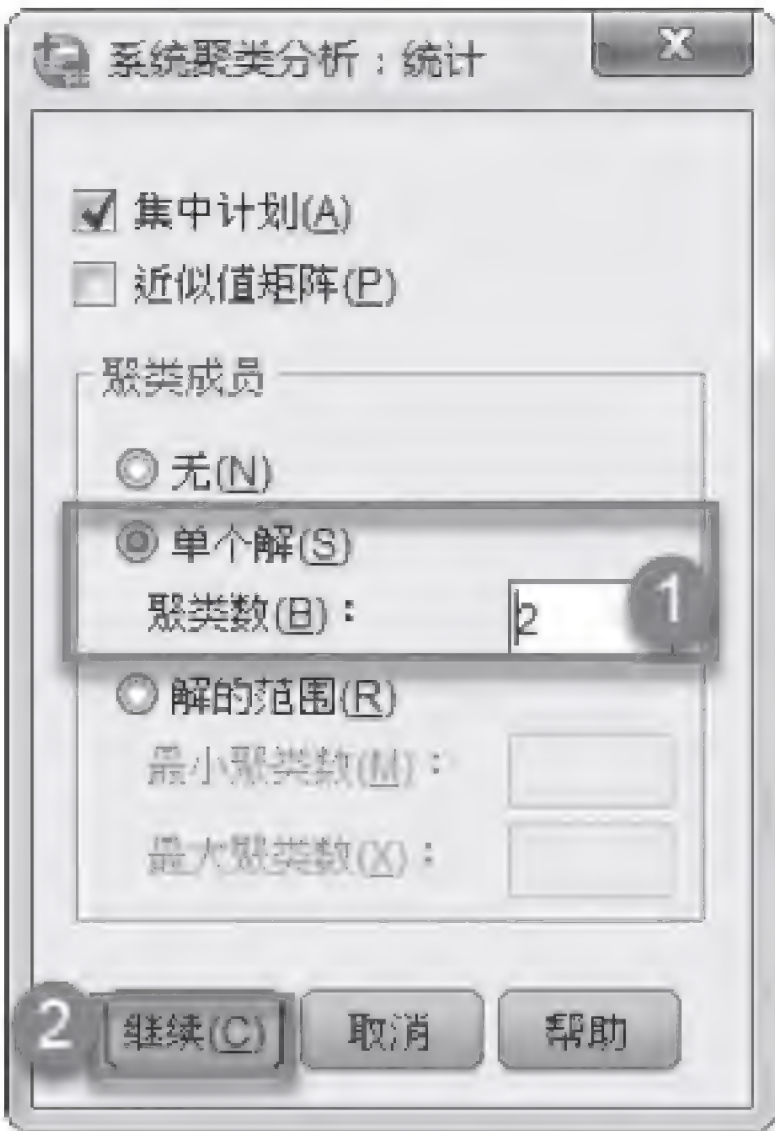 系统聚类分析：统计
集中计划(A)
近似值矩阵(P)
聚类成员
无(N)
单个解(S)
聚类数(B)： 2 1
解的范围(R)
最小聚类数(M)：
最大聚类数(X)：
2 继续(C) 取消 帮助